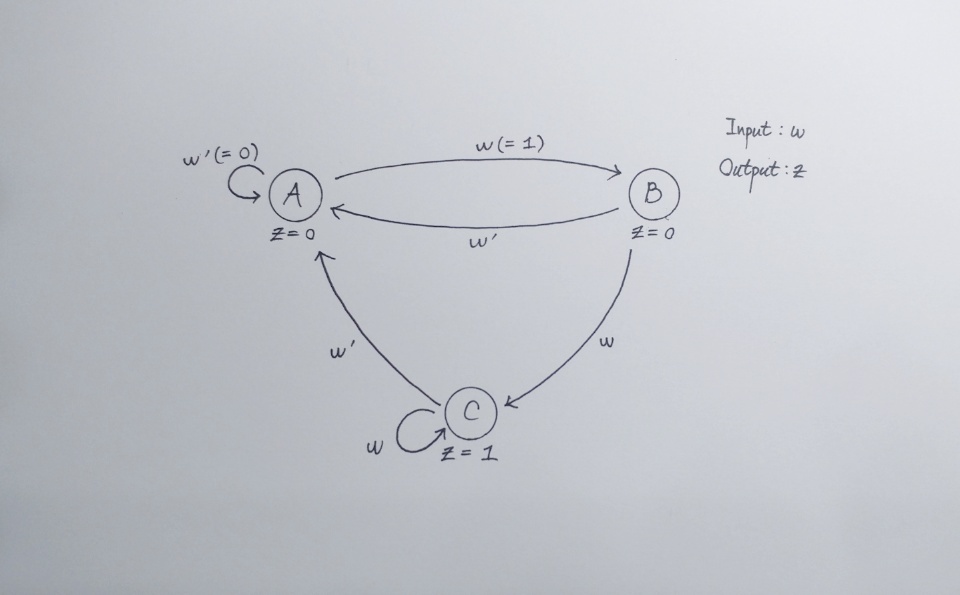 Input : w
w(= 1)
w'(= 0)
Output : z
A
B
z = 0
z = 0
w'
w'
w
C
w
z = 1